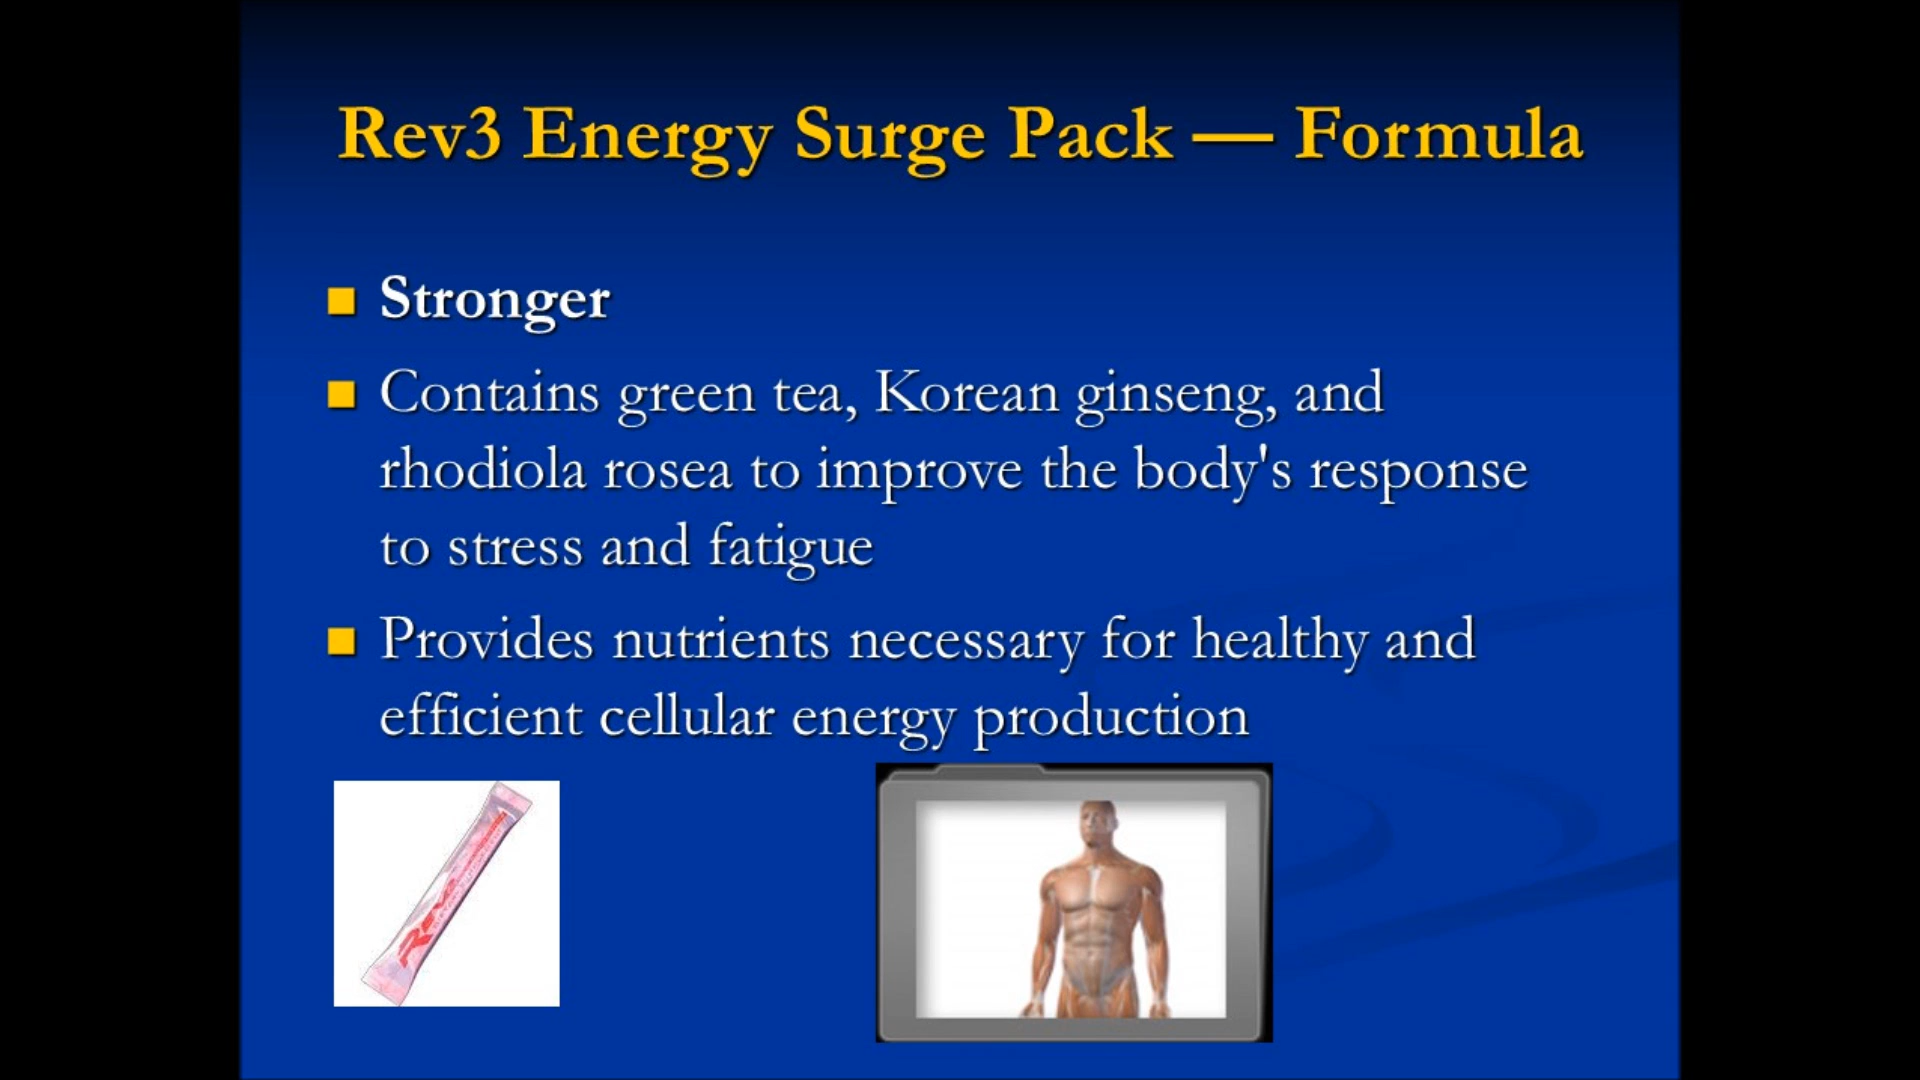 Rev3 Energy Surge Pack — Formula
Stronger
Contains green tea, Korean ginseng, and
rhodiola rosea to improve the body's response
to stress and fatigue
Provides nutrients necessary for healthy and
efficient cellular energy production
REV3